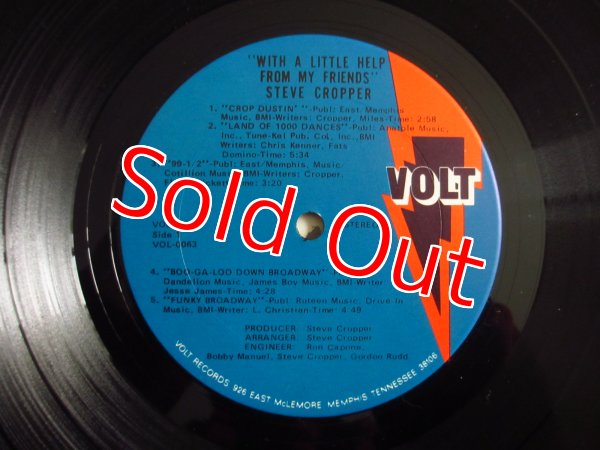 "WITH A LITTLE HELP
FROM MY FRIENDS"
STEVE CROPPER
1. "CROP DUSTIN'"-Publ: East Memphis
Music, BMI-Writers: Cropper, Miles-Time: 2:58
2. "LAND OF 1000 DANCES"-Publ: Anatole Music,
Inc., Tune-Kel Pub. Co., Inc., BMI
Writers: Chris Kenner, Fats
Domino-Time: 5:34
"99-1/2"-Publ: East/Memphis, Music
Cotillion Music, BMI-Writers: Cropper,
Time: 3:20
VOLT
Sold Out
STEREO
Side 1
VOL-0063
4. "BOO-GA-LOO DOWN BROADWAY"
Dandelion Music, James Boy Music, BMI-Writer
Jesse James-Time: 4:28
5. "FUNKY BROADWAY"-Publ: Routeen Music, Drive-In
Music, BMI-Writer: L. Christian-Time: 4:49
PRODUCER: Steve Cropper
ARRANGER: Steve Cropper
ENGINEER: Ron Capone,
Bobby Manuel, Steve Cropper, Gordon Rudd
VOLT RECORDS 926 EAST McLEMORE MEMPHIS TENNESSEE 38106